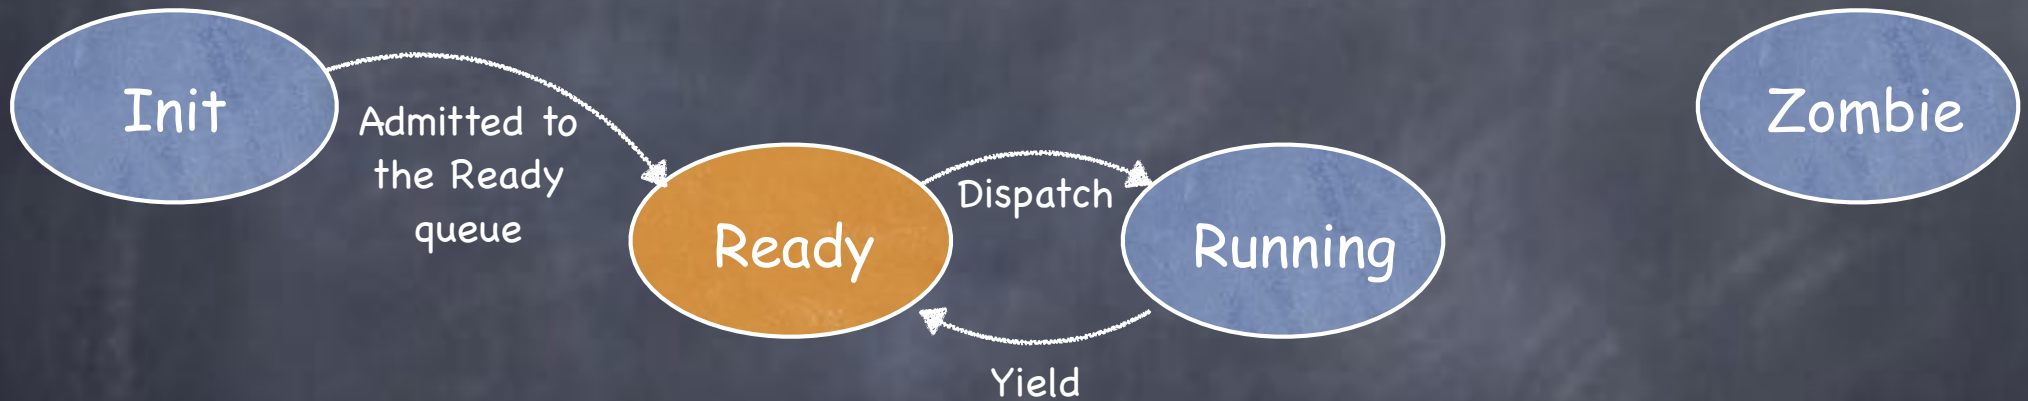 Init
Admitted to
the Ready
queue
Ready
Dispatch
Running
Yield
Zombie